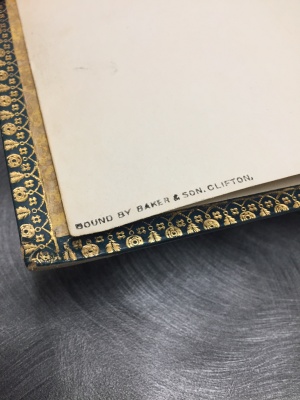 BOUND BY BAKER & SON. CLIFTON,